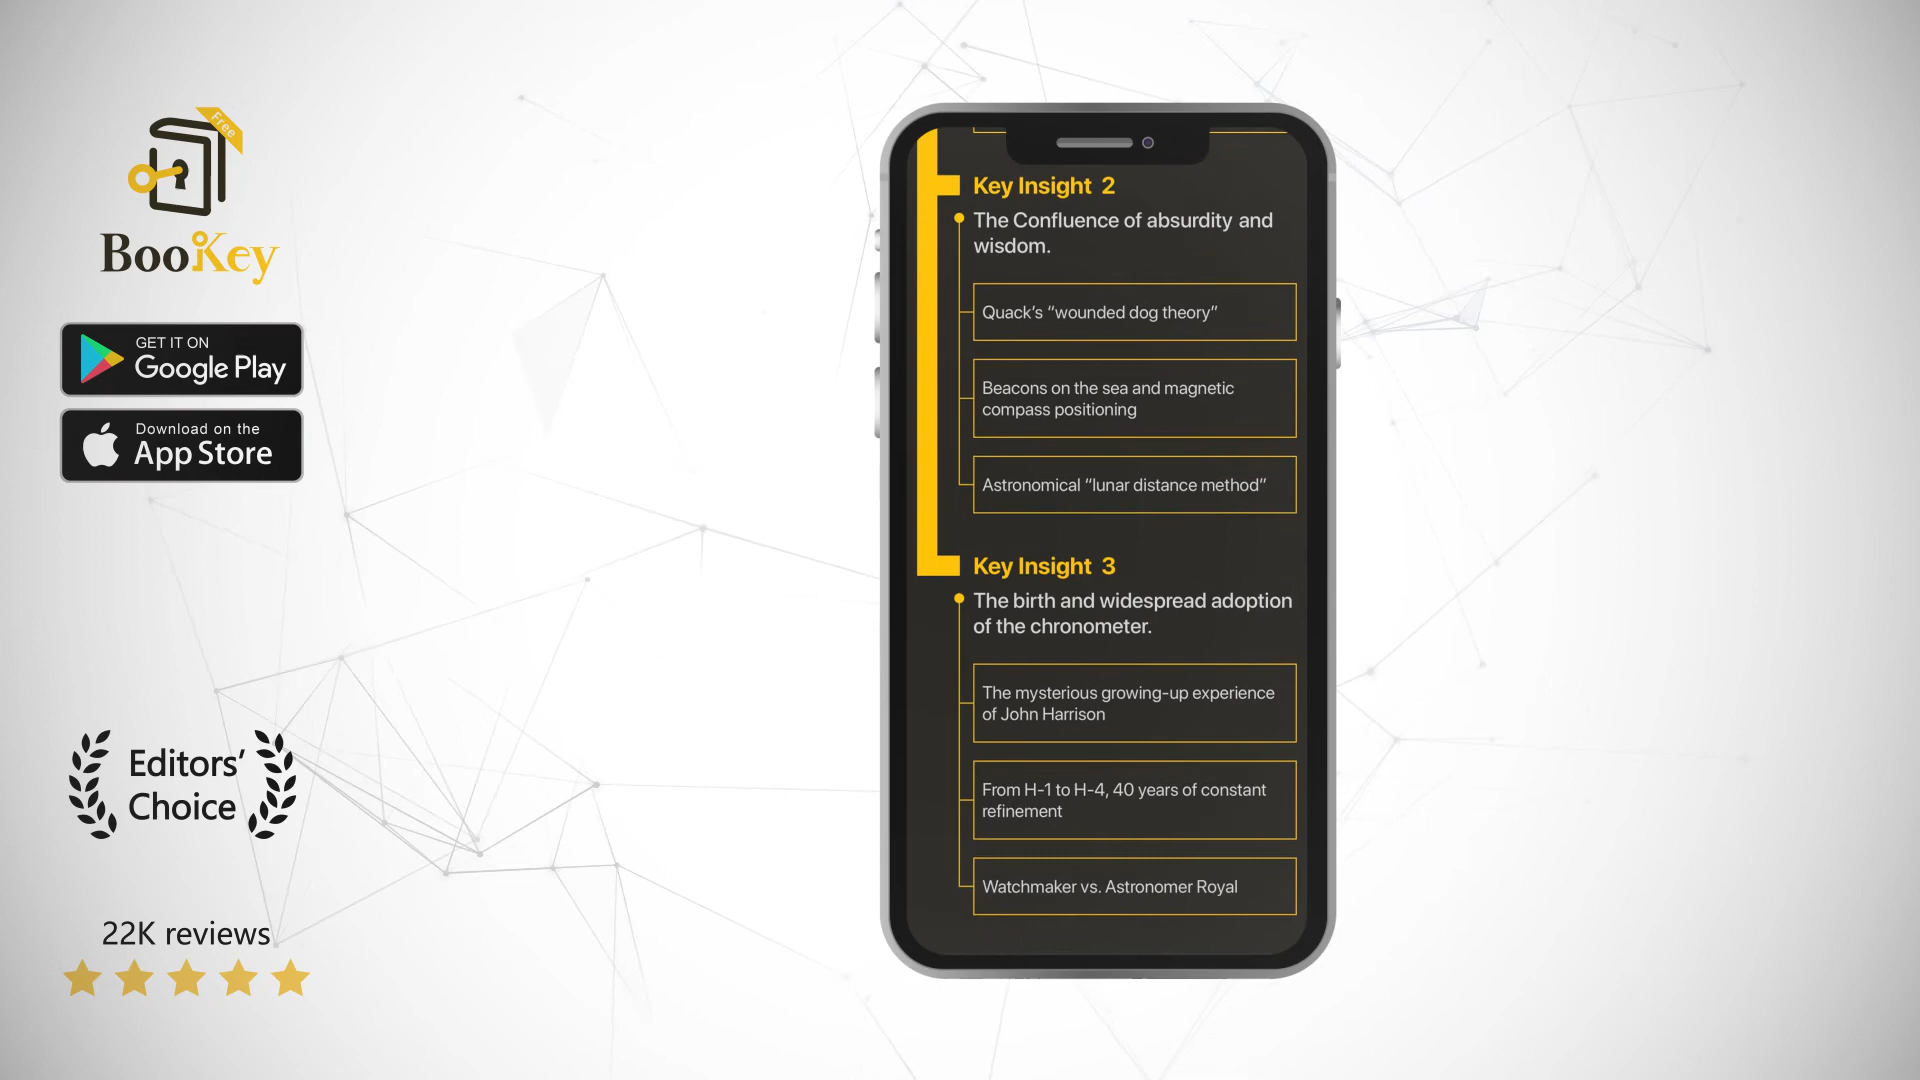 Free
BooKey
GET IT ON
Google Play
Download on the
App Store
Editors’
Choice
22K reviews
Key Insight 2
The Confluence of absurdity and
wisdom.
Quack’s “wounded dog theory”
Beacons on the sea and magnetic
compass positioning
Astronomical “lunar distance method”
Key Insight 3
The birth and widespread adoption
of the chronometer.
The mysterious growing-up experience
of John Harrison
From H-1 to H-4, 40 years of constant
refinement
Watchmaker vs. Astronomer Royal